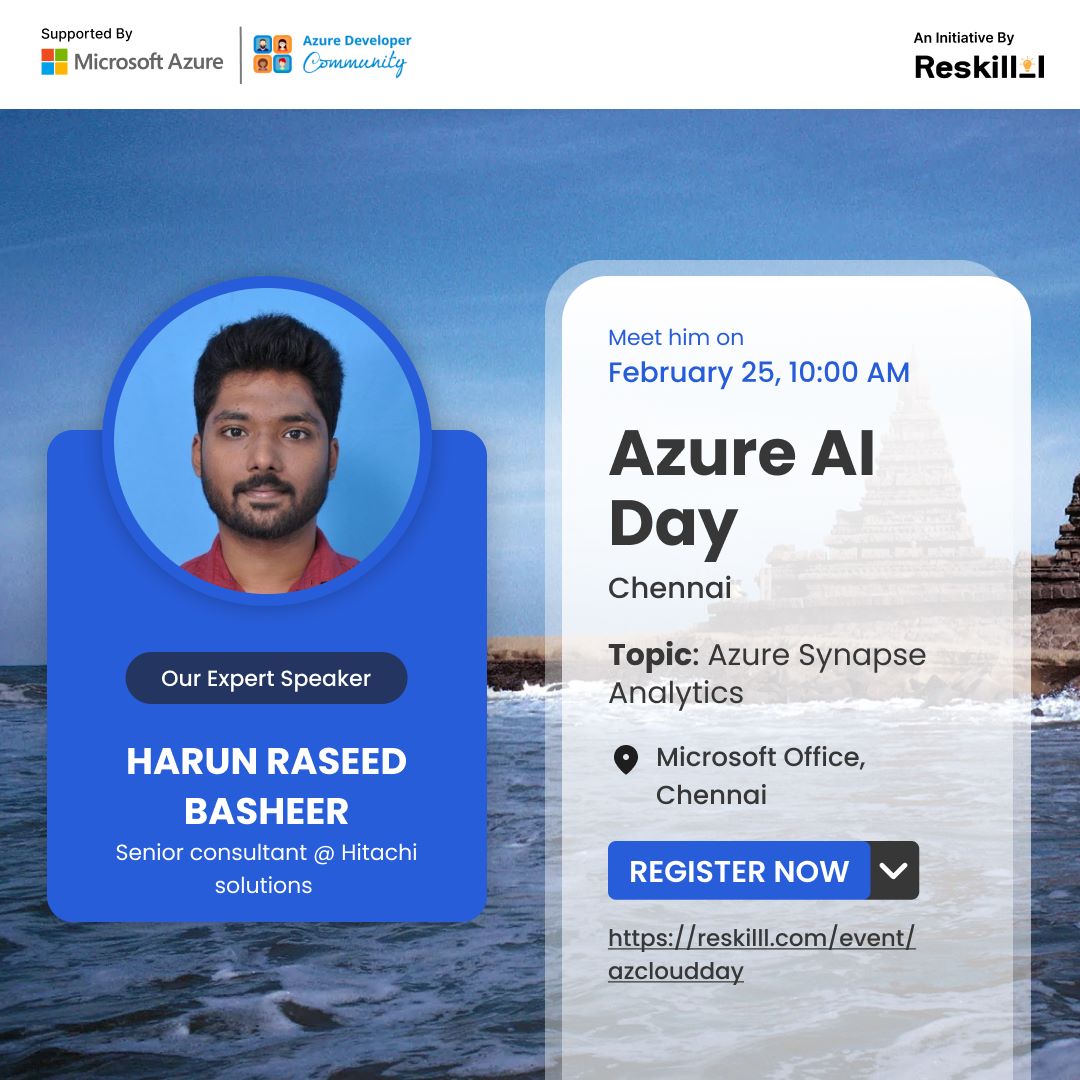 Supported By
Microsoft Azure
Azure Developer
Community
An Initiative By
Reskilll
Our Expert Speaker
HARUN RASEED
BASHEER
Senior consultant @ Hitachi
solutions
Meet him on
February 25, 10:00 AM
Azure AI
Day
Chennai
Topic: Azure Synapse
Analytics
Microsoft Office,
Chennai
REGISTER NOW
https://reskilll.com/event/
azcloudday